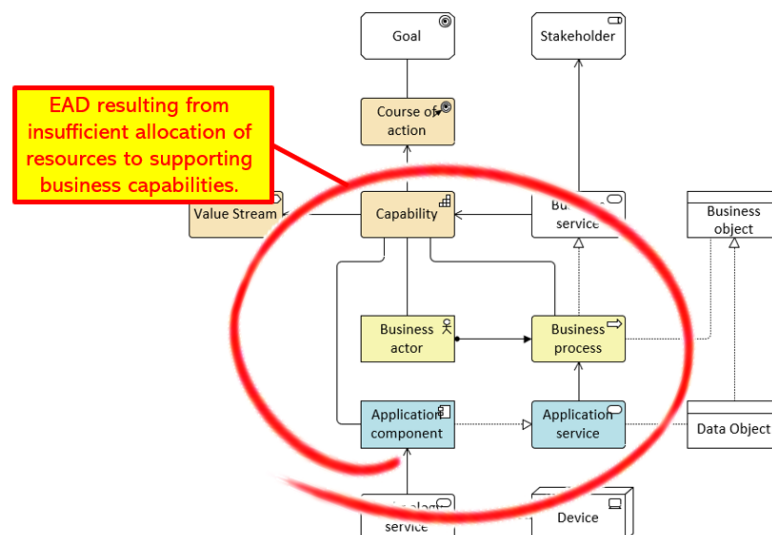 Goal
Stakeholder
EAD resulting from
insufficient allocation of
resources to supporting
business capabilities.
Course of
action
Value Stream
Capability
service
Business
object
Business
actor
Business
process
Application
component
Application
service
Data Object
service
Device